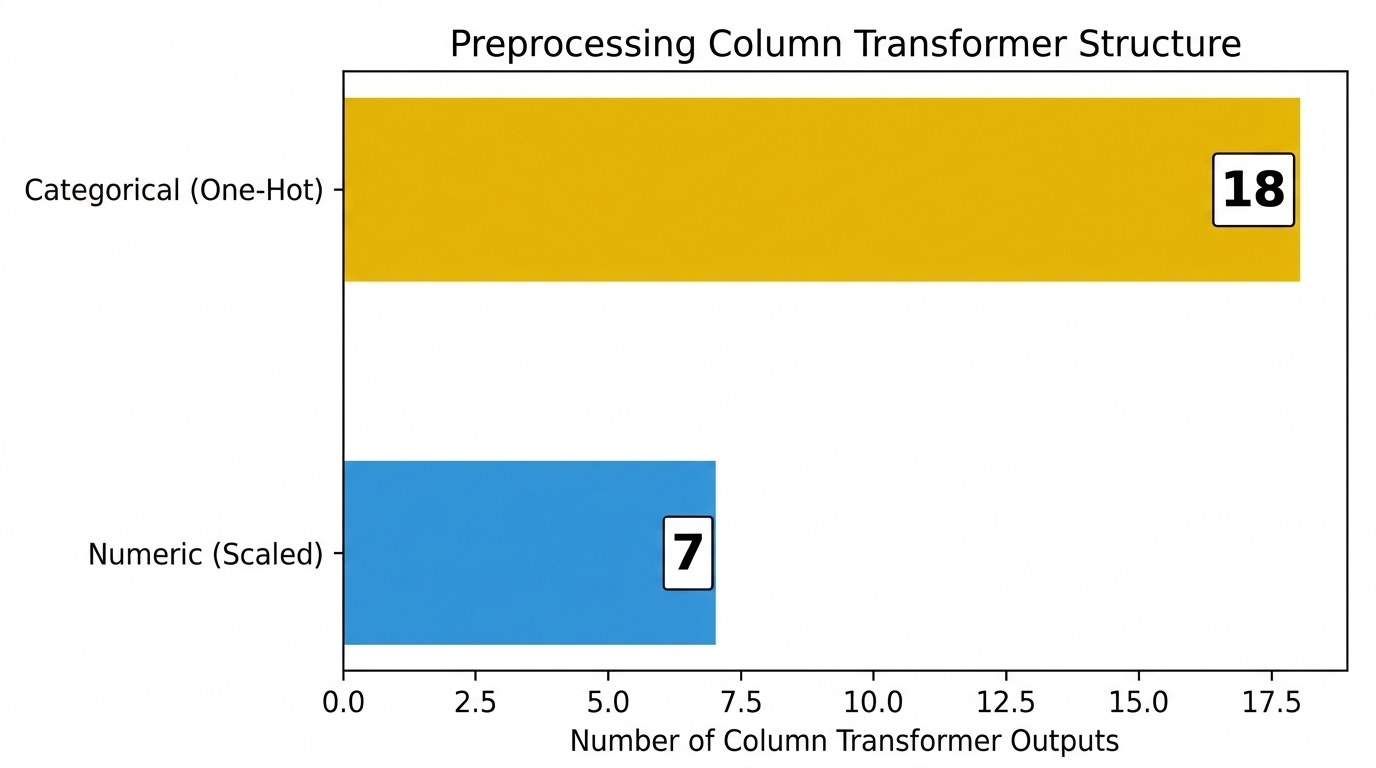 Preprocessing Column Transformer Structure
Categorical (One-Hot)
18
Numeric (Scaled)
7
0.0 2.5 5.0 7.5 10.0 12.5 15.0 17.5
Number of Column Transformer Outputs